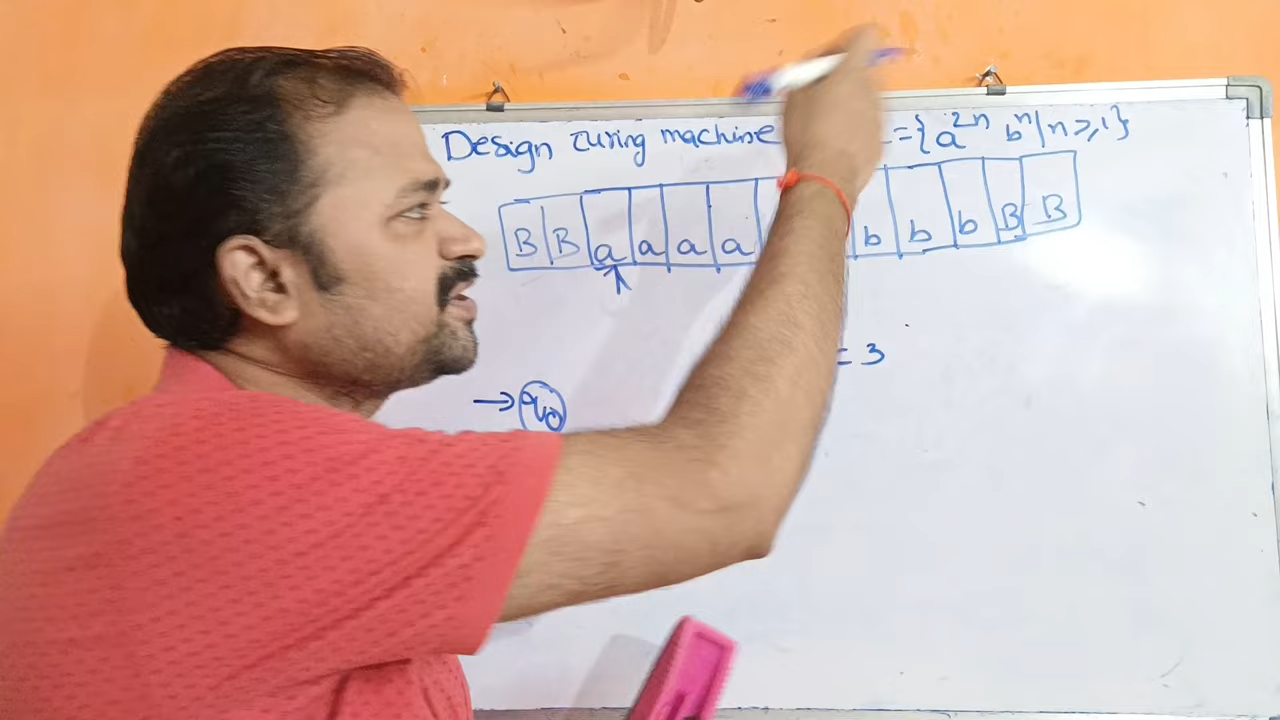 Design turing machine L={a^2n b^n | n≥1}
B B a a a a b b b B B
= 3
→ q0